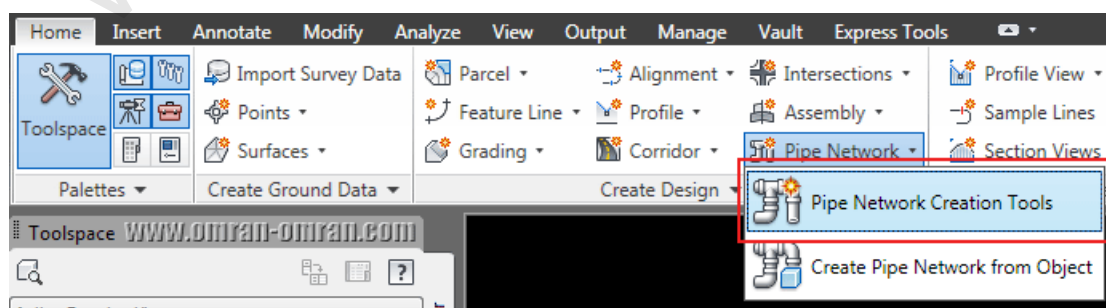 Home Insert Annotate Modify Analyze View Output Manage Vault Express Tools
Import Survey Data Parcel Alignment Intersections Profile View
Points Feature Line Profile Assembly Sample Lines
Toolspace
Surfaces Grading Corridor Pipe Network Section Views
Palettes Create Ground Data Create Design
Pipe Network Creation Tools
Toolspace www.omran-omran.com
Create Pipe Network from Object